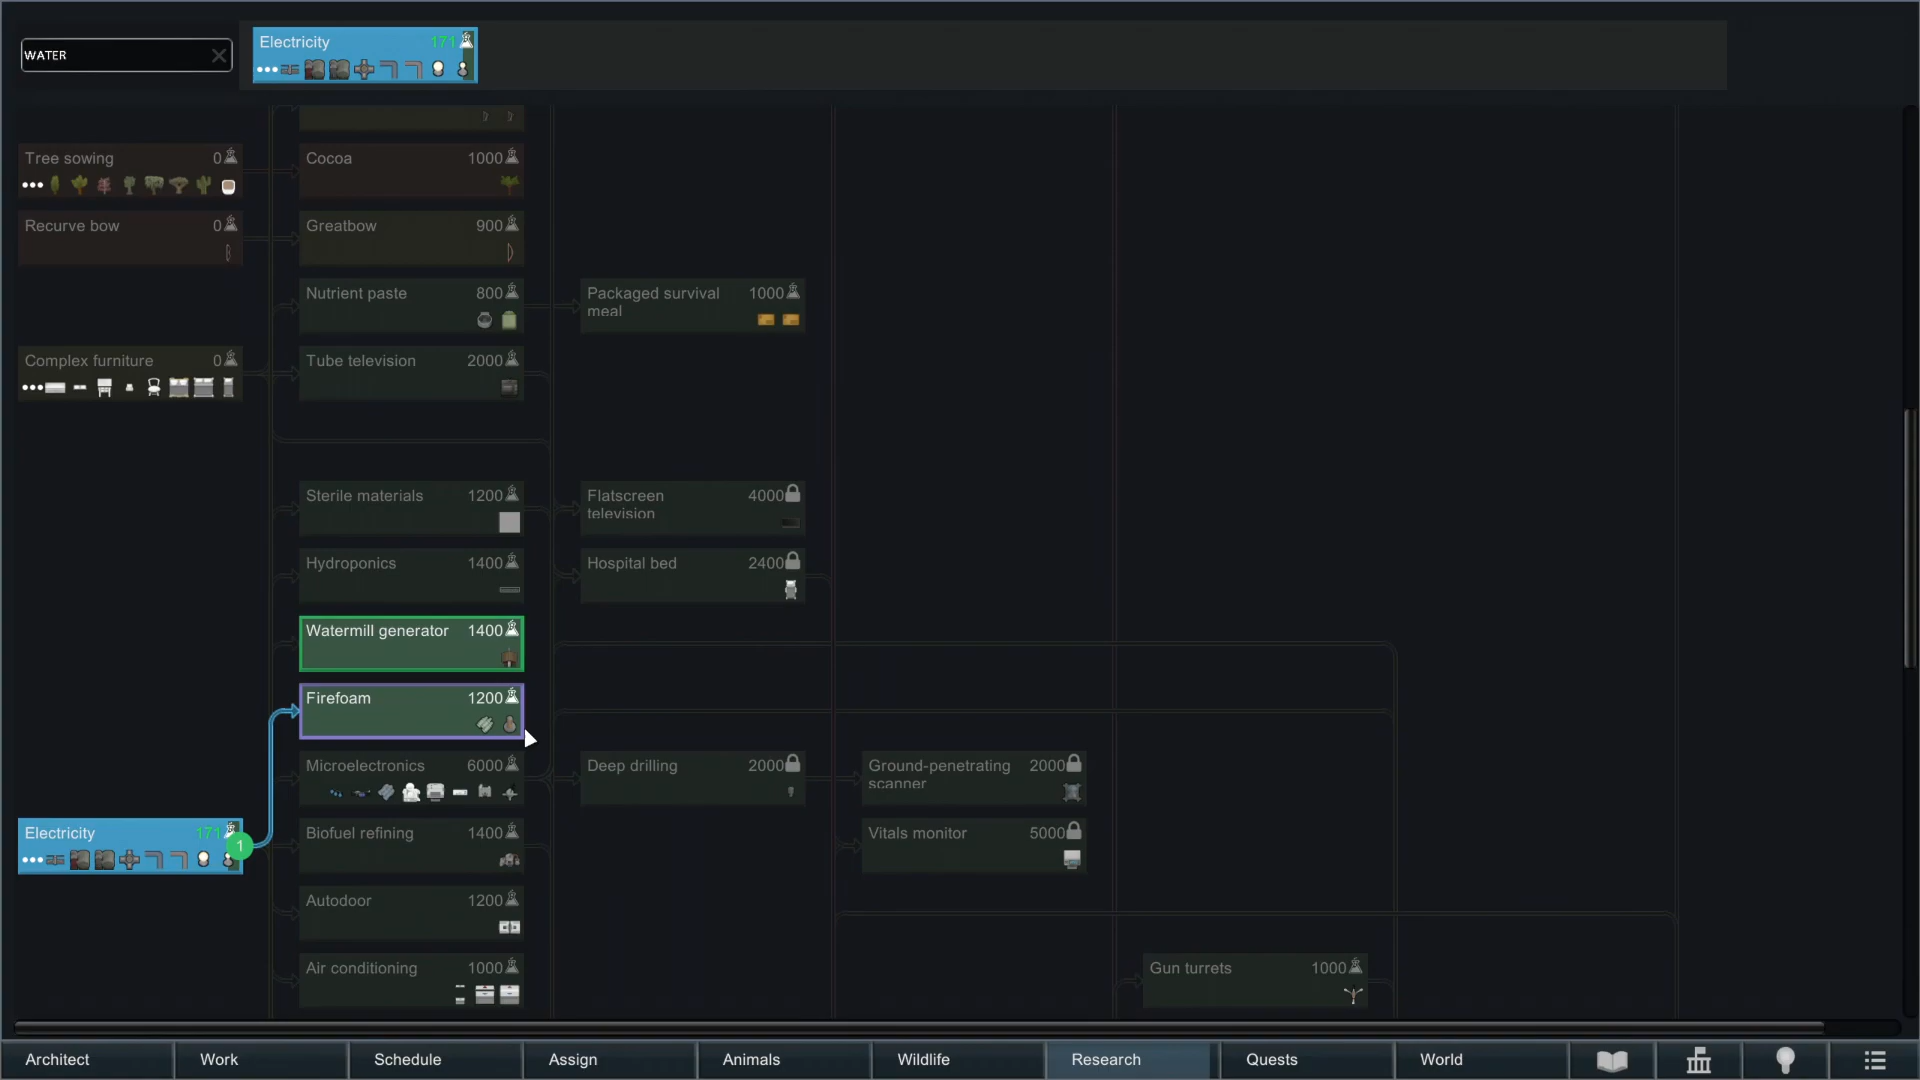 WATER
Electricity 171
Tree sowing 0
Cocoa 1000
Recurve bow 0
Greatbow 900
Nutrient paste 800
Packaged survival 1000
meal
Complex furniture 0
Tube television 2000
Sterile materials 1200
Flatscreen 4000
television
Hydroponics 1400
Hospital bed 2400
Watermill generator 1400
Firefoam 1200
Microelectronics 6000
Deep drilling 2000
Ground-penetrating 2000
scanner
Electricity 171
1
Biofuel refining 1400
Vitals monitor 5000
Autodoor 1200
Air conditioning 1000
Gun turrets 1000
Architect Work Schedule Assign Animals Wildlife Research Quests World